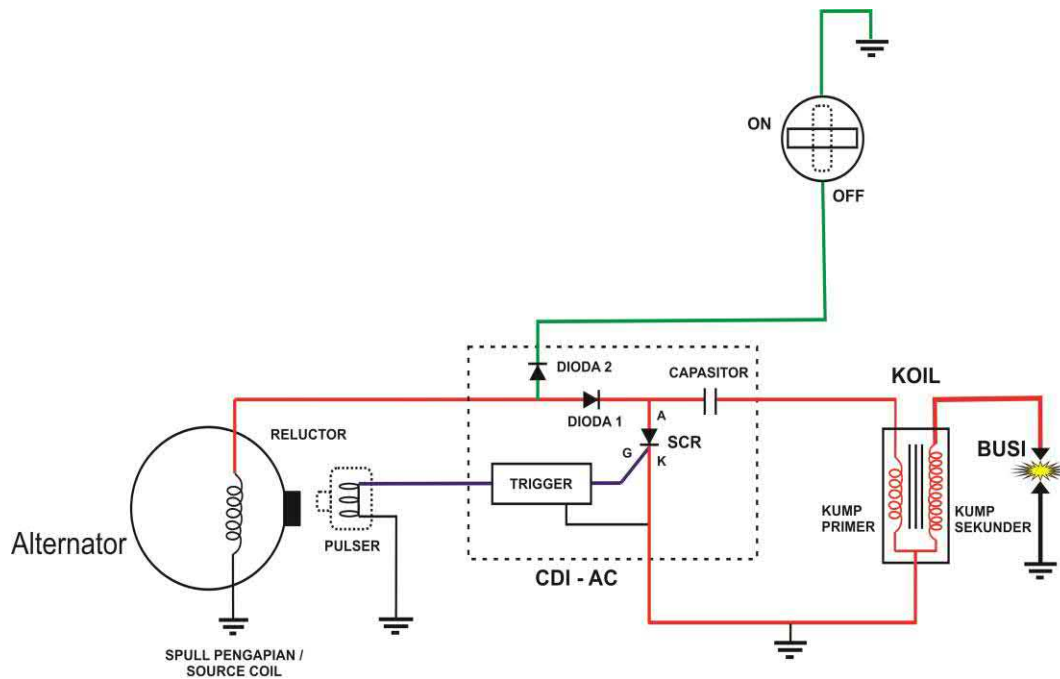 ON
OFF
DIODA 2
CAPASITOR
KOIL
DIODA 1
A
SCR
G
K
RELUCTOR
BUSI
TRIGGER
KUMP
PRIMER
KUMP
SEKUNDER
Alternator
PULSER
CDI - AC
SPULL PENGAPIAN /
SOURCE COIL